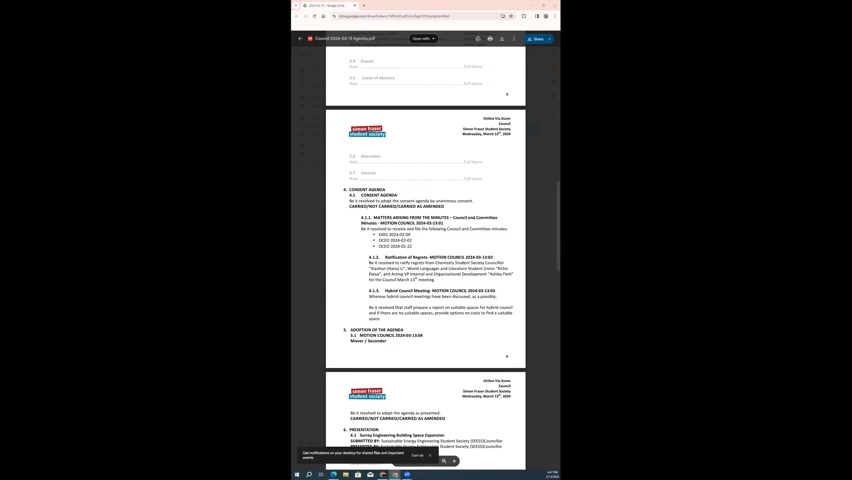 Council 2024-03-13 Agenda.pdf
Open with
Share
3.4 Guests
Role Full Name
3.5 Leave of Absence
Role Full Name
3
simon fraser
student society
Online Via Zoom
Council
Simon Fraser Student Society
Wednesday, March 13th, 2024
3.6 Alternates
Role Full Name
3.7 Absents
Role Full Name
4. CONSENT AGENDA
4.1 CONSENT AGENDA
Be it resolved to adopt the consent agenda by unanimous consent.
CARRIED/NOT CARRIED/CARRIED AS AMENDED
4.1.1. MATTERS ARISING FROM THE MINUTES – Council and Committee
Minutes - MOTION COUNCIL 2024-03-13:01
Be it resolved to receive and file the following Council and Committee minutes:
• EXEC 2024-02-09
• OCEO 2024-02-02
• OCEO 2024-02-22
4.1.2. Ratification of Regrets- MOTION COUNCIL 2024-03-13:02
Be it resolved to ratify regrets from Chemistry Student Society Councillor
"Xiaohan (Hana) Li", World Languages and Literature Student Union "Richa
and Acting VP Internal and Organizational Development "Ashley Flett"
for the Council March 13th meeting.
4.1.3. Hybrid Council Meeting- MOTION COUNCIL 2024-03-13:03
Whereas hybrid council meetings have been discussed, as a possibly;
Be it resolved that staff prepare a report on suitable spaces for hybrid council
and if there are no suitable spaces, provide options on costs to find a suitable
space.
5. ADOPTION OF THE AGENDA
5.1 MOTION COUNCIL 2024-03-13:04
Mover / Seconder
4
simon fraser
student society
Online Via Zoom
Council
Simon Fraser Student Society
Wednesday, March 13th, 2024
Be it resolved to adopt the agenda as presented.
CARRIED/NOT CARRIED/CARRIED AS AMENDED
6. PRESENTATION
6.1 Surrey Engineering Building Space Expansion
SUBMITTED BY: Sustainable Energy Engineering Student Society (SEESS)Councillor
Sustainable Energy Engineering Student Society (SEESS)Councillor
Get notifications on your desktop for shared files and important
events
Turn on
4:41 PM